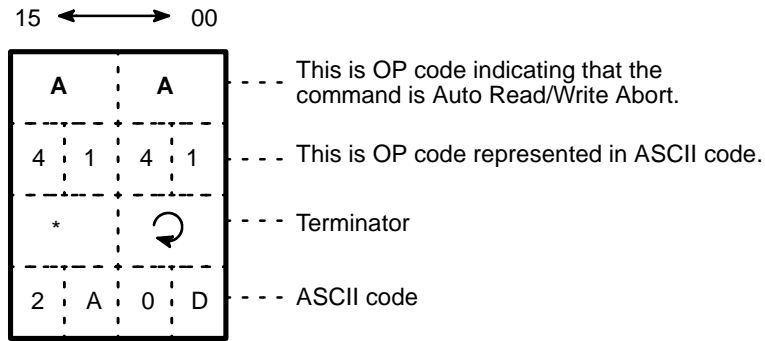 15 00
A A This is OP code indicating that the
command is Auto Read/Write Abort.
4 1 4 1 This is OP code represented in ASCII code.
* Terminator
2 A 0 D ASCII code